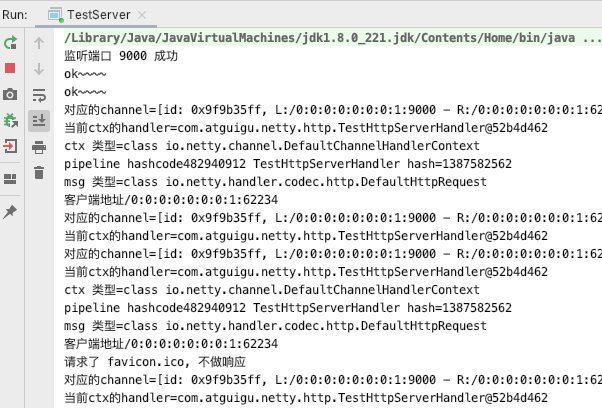 Run: TestServer
/Library/Java/JavaVirtualMachines/jdk1.8.0_221.jdk/Contents/Home/bin/java ...
监听端口 9000 成功
ok~~~~
ok~~~~
对应的channel=[id: 0x9f9b35ff, L:/0:0:0:0:0:0:0:1:9000 - R:/0:0:0:0:0:0:0:1:62
当前ctx的handler=com.atguigu.netty.http.TestHttpServerHandler@52b4d462
ctx 类型=class io.netty.channel.DefaultChannelHandlerContext
pipeline hashcode482940912 TestHttpServerHandler hash=1387582562
msg 类型=class io.netty.handler.codec.http.DefaultHttpRequest
客户端地址/0:0:0:0:0:0:0:1:62234
对应的channel=[id: 0x9f9b35ff, L:/0:0:0:0:0:0:0:1:9000 - R:/0:0:0:0:0:0:0:1:62
当前ctx的handler=com.atguigu.netty.http.TestHttpServerHandler@52b4d462
对应的channel=[id: 0x9f9b35ff, L:/0:0:0:0:0:0:0:1:9000 - R:/0:0:0:0:0:0:0:1:62
当前ctx的handler=com.atguigu.netty.http.TestHttpServerHandler@52b4d462
ctx 类型=class io.netty.channel.DefaultChannelHandlerContext
pipeline hashcode482940912 TestHttpServerHandler hash=1387582562
msg 类型=class io.netty.handler.codec.http.DefaultHttpRequest
客户端地址/0:0:0:0:0:0:0:1:62234
请求了 favicon.ico, 不做响应
对应的channel=[id: 0x9f9b35ff, L:/0:0:0:0:0:0:0:1:9000 - R:/0:0:0:0:0:0:0:1:62
当前ctx的handler=com.atguigu.netty.http.TestHttpServerHandler@52b4d462